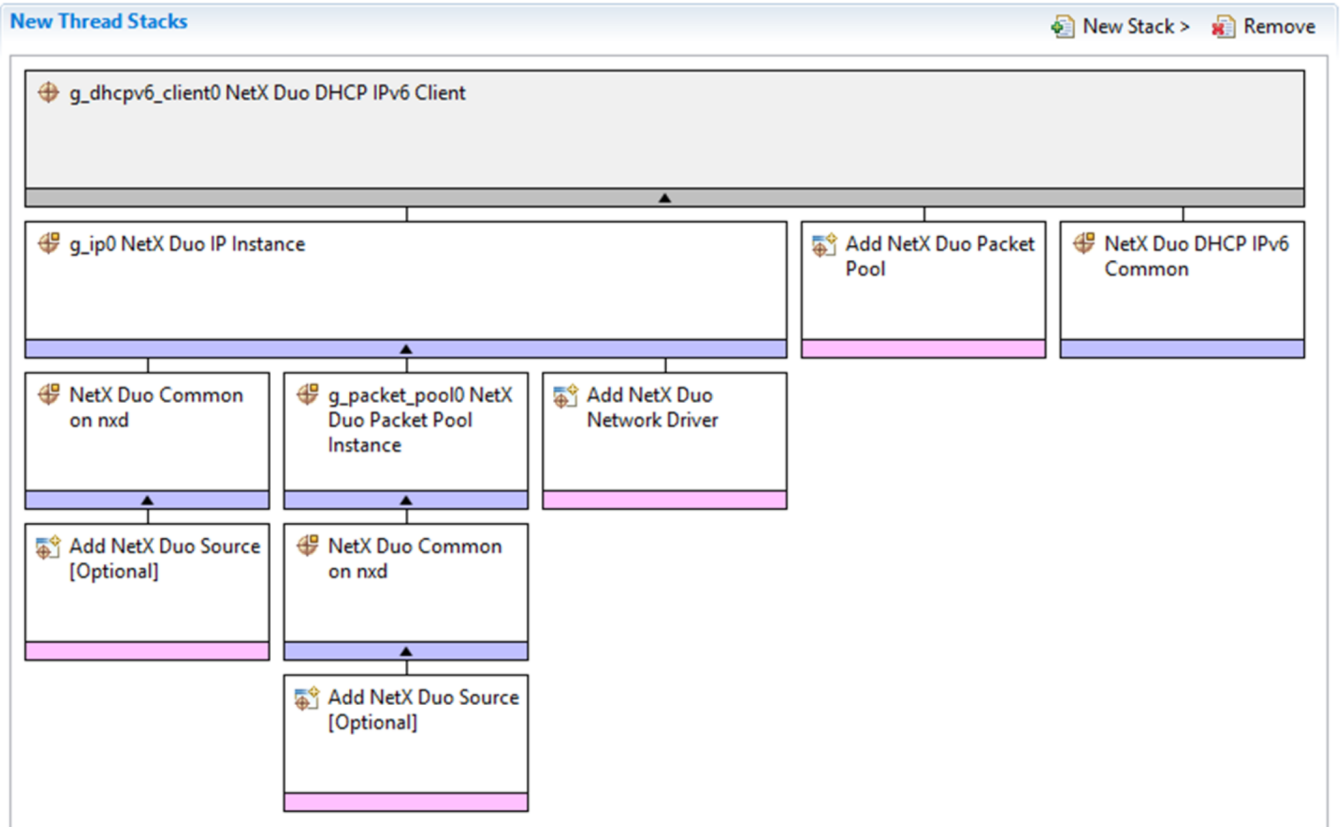 New Thread Stacks
New Stack >
Remove
g_dhcpv6_client0 NetX Duo DHCP IPv6 Client
g_ip0 NetX Duo IP Instance
Add NetX Duo Packet
Pool
NetX Duo DHCP IPv6
Common
NetX Duo Common
on nxd
g_packet_pool0 NetX
Duo Packet Pool
Instance
Add NetX Duo
Network Driver
Add NetX Duo Source
[Optional]
NetX Duo Common
on nxd
Add NetX Duo Source
[Optional]